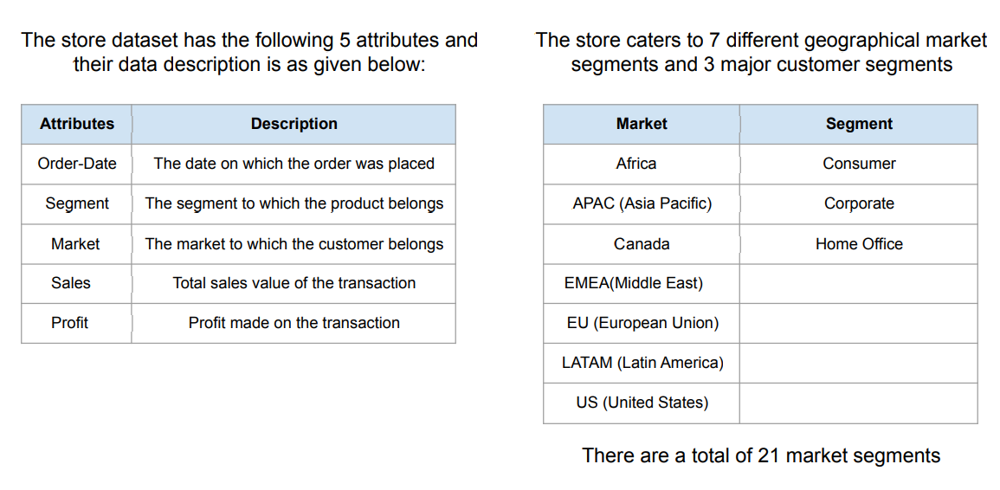 The store dataset has the following 5 attributes and
their data description is as given below:
Attributes Description
Order-Date The date on which the order was placed
Segment The segment to which the product belongs
Market The market to which the customer belongs
Sales Total sales value of the transaction
Profit Profit made on the transaction
The store caters to 7 different geographical market
segments and 3 major customer segments
Market Segment
Africa Consumer
APAC (Asia Pacific) Corporate
Canada Home Office
EMEA(Middle East)
EU (European Union)
LATAM (Latin America)
US (United States)
There are a total of 21 market segments